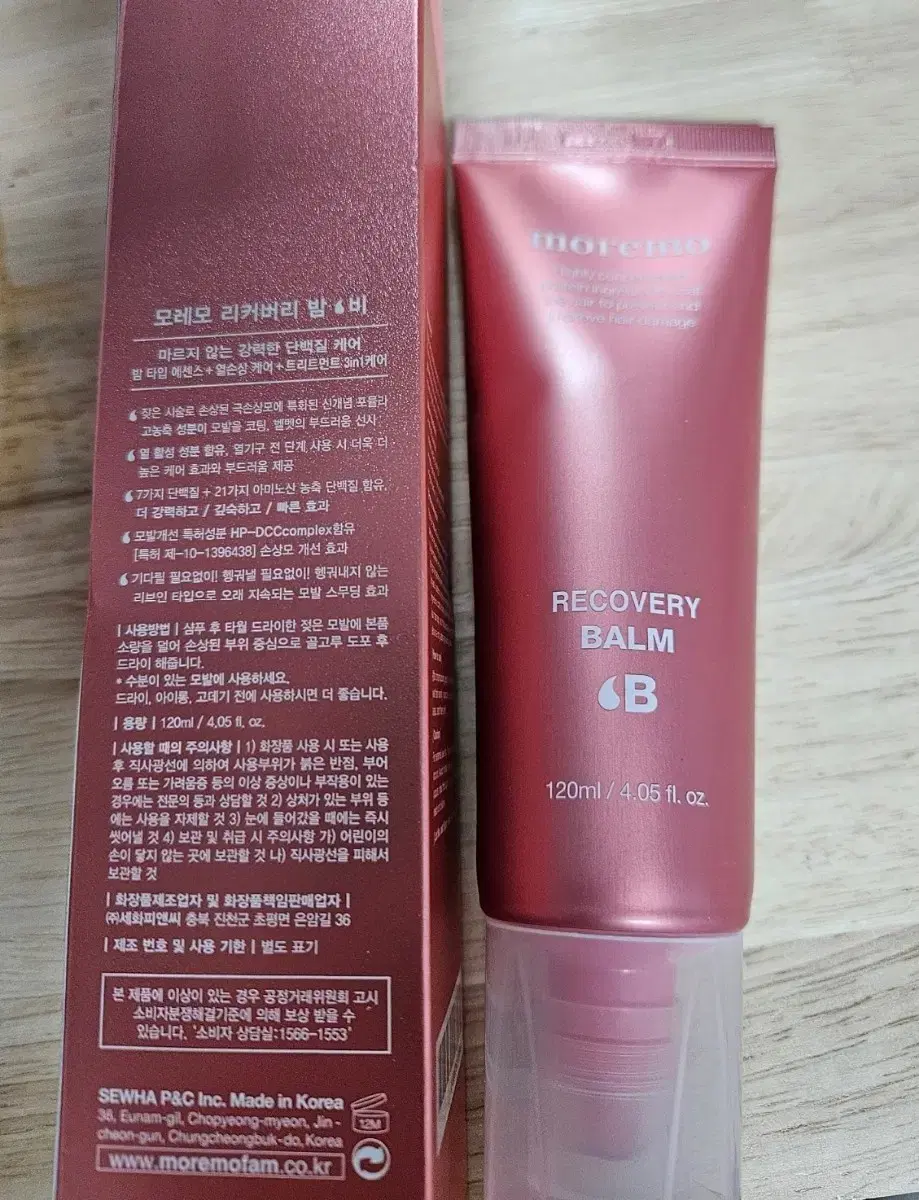 모레모 리커버리 밤 비
마르지 않는 강력한 단백질 케어
밤 타입 에센스 + 열손상 케어 + 트리트먼트 3in1케어
잦은 시술로 손상된 극손상모에 특화된 신개념 포뮬라
고농축 성분이 모발을 코팅, 벨벳의 부드러움 선사
열 활성 성분 함유, 열기구 전 단계 사용 시 더욱 더
높은 케어 효과와 부드러움 제공
7가지 단백질 + 21가지 아미노산 농축 단백질 함유,
더 강력하고 / 깊숙하고 / 빠른 효과
모발개선 특허성분 HP-DCCcomplex함유
[특허 제-10-1396438] 손상모 개선 효과
기다릴 필요없이! 헹궈낼 필요없이! 헹궈내지 않는
리브인 타입으로 오래 지속되는 모발 스무딩 효과
| 사용방법 | 샴푸 후 타월 드라이한 젖은 모발에 본품
소량을 덜어 손상된 부위 중심으로 골고루 도포 후
드라이 해줍니다.
* 수분이 있는 모발에 사용하세요.
드라이, 아이롱, 고데기 전에 사용하시면 더 좋습니다.
| 용량 | 120ml / 4.05 fl. oz.
| 사용할 때의 주의사항 | 1) 화장품 사용 시 또는 사용
후 직사광선에 의하여 사용부위가 붉은 반점, 부어
오름 또는 가려움증 등의 이상 증상이나 부작용이 있는
경우에는 전문의 등과 상담할 것 2) 상처가 있는 부위 등
에는 사용을 자제할 것 3) 눈에 들어갔을 때에는 즉시
씻어낼 것 4) 보관 및 취급 시 주의사항 가) 어린이의
손이 닿지 않는 곳에 보관할 것 나) 직사광선을 피해서
보관할 것
| 화장품제조업자 및 화장품책임판매업자 |
㈜세화피앤씨 충북 진천군 초평면 은암길 36
| 제조 번호 및 사용 기한 | 별도 표기
본 제품에 이상이 있는 경우 공정거래위원회 고시
소비자분쟁해결기준에 의해 보상 받을 수
있습니다. '소비자 상담실:1566-1553'
SEWHA P&C Inc. Made in Korea
36, Eunam-gil, Chopyeong-myeon, Jin-
cheon-gun, Chungcheongbuk-do, Korea
12M
www.moremofam.co.kr
moremo
hair damage
RECOVERY
BALM
B
120ml / 4.05 fl. oz.